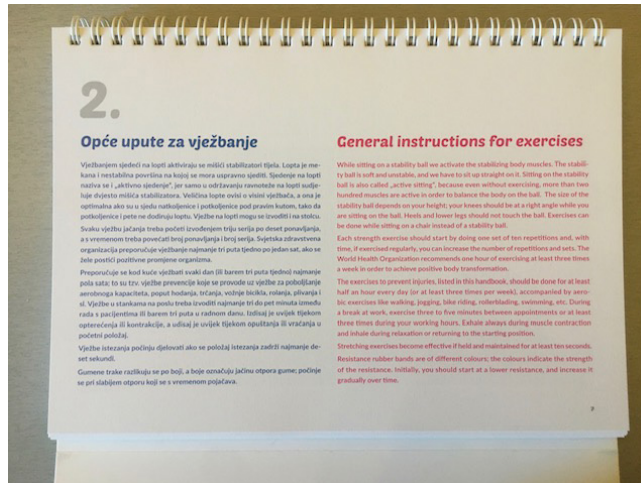 2.
Opće upute za vježbanje
Vježbanjem sjedeći na lopti aktiviraju se mišići stabilizatori tijela. Lopta je me-
kana i nestabilna površina na kojoj se mora uspravno sjediti. Sjedenje na lopti
naziva se i „aktivno sjedenje", jer samo u održavanju ravnoteže na lopti sudje-
luje dvjesto mišića stabilizatora. Veličina lopte ovisi o visini vježbača, a ona je
optimalna ako su u sjedu natkoljenice i potkoljenice pod pravim kutom, tako da
potkoljenice i pete ne dodiruju loptu. Vježbe na lopti mogu se izvoditi i na stolcu.
Svaku vježbu jačanja treba početi izvođenjem triju serija po deset ponavljanja,
a s vremenom treba povećati broj ponavljanja i broj serija. Svjetska zdravstvena
organizacija preporučuje vježbanje najmanje tri puta tjedno po jedan sat, ako se
žele postići pozitivne promjene organizma.
Preporučuje se kod kuće vježbati svaki dan (ili barem tri puta tjedno) najmanje
pola sata; to su tzv. vježbe prevencije koje se provode uz vježbe za poboljšanje
aerobnoga kapaciteta, poput hodanja, trčanja, vožnje bicikla, rolanja, plivanja i
sl. Vježbe u stankama na poslu treba izvoditi najmanje tri do pet minuta između
rada s pacijentima ili barem tri puta u radnom danu. Izdisaj je uvijek tijekom
opterećenja ili kontrakcije, a udisaj je uvijek tijekom opuštanja ili vraćanja u
početni položaj.
Vježbe istezanja počinju djelovati ako se položaj istezanja zadrži najmanje de-
set sekundi.
Gumene trake razlikuju se po boji, a boje označuju jačinu otpora gume; počinje
se pri slabijem otporu koji se s vremenom pojačava.
General instructions for exercises
While sitting on a stability ball we activate the stabilizing body muscles. The stabili-
ty ball is soft and unstable, and we have to sit up straight on it. Sitting on the stability
ball is also called „active sitting", because even without exercising, more than two
hundred muscles are active in order to balance the body on the ball. The size of the
stability ball depends on your height; your knees should be at a right angle while you
are sitting on the ball. Heels and lower legs should not touch the ball. Exercises can
be done while sitting on a chair instead of a stability ball.
Each strength exercise should start by doing one set of ten repetitions and, with
time, if exercised regularly, you can increase the number of repetitions and sets. The
World Health Organization recommends one hour of exercising at least three times
a week in order to achieve positive body transformation.
The exercises to prevent injuries, listed in this handbook, should be done for at least
half an hour every day (or at least three times per week), accompanied by aero-
bic exercises like walking, jogging, bike riding, rollerblading, swimming, etc. During
a break at work, exercise three to five minutes between appointments or at least
three times during your working hours. Exhale always during muscle contraction
and inhale during relaxation or returning to the starting position.
Stretching exercises become effective if held and maintained for at least ten seconds.
Resistance rubber bands are of different colours; the colours indicate the strength
of the resistance. Initially, you should start at a lower resistance, and increase it
gradually over time.